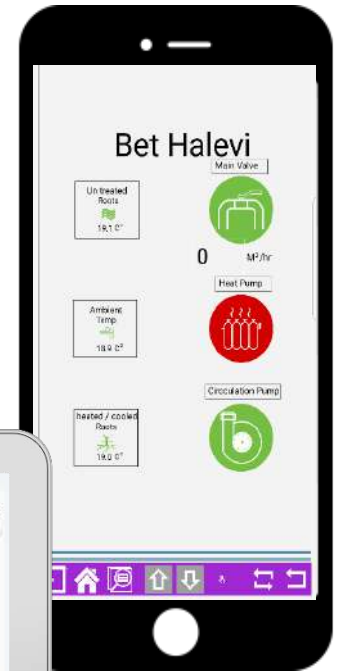 Bet Halevi
Main Valve
Un treated
Roots
19.1 C°
0 M³/hr
Heat Pump
Ambient
Temp
18.9 C°
Circulation Pump
heated / cooled
Roots
19.0 C°